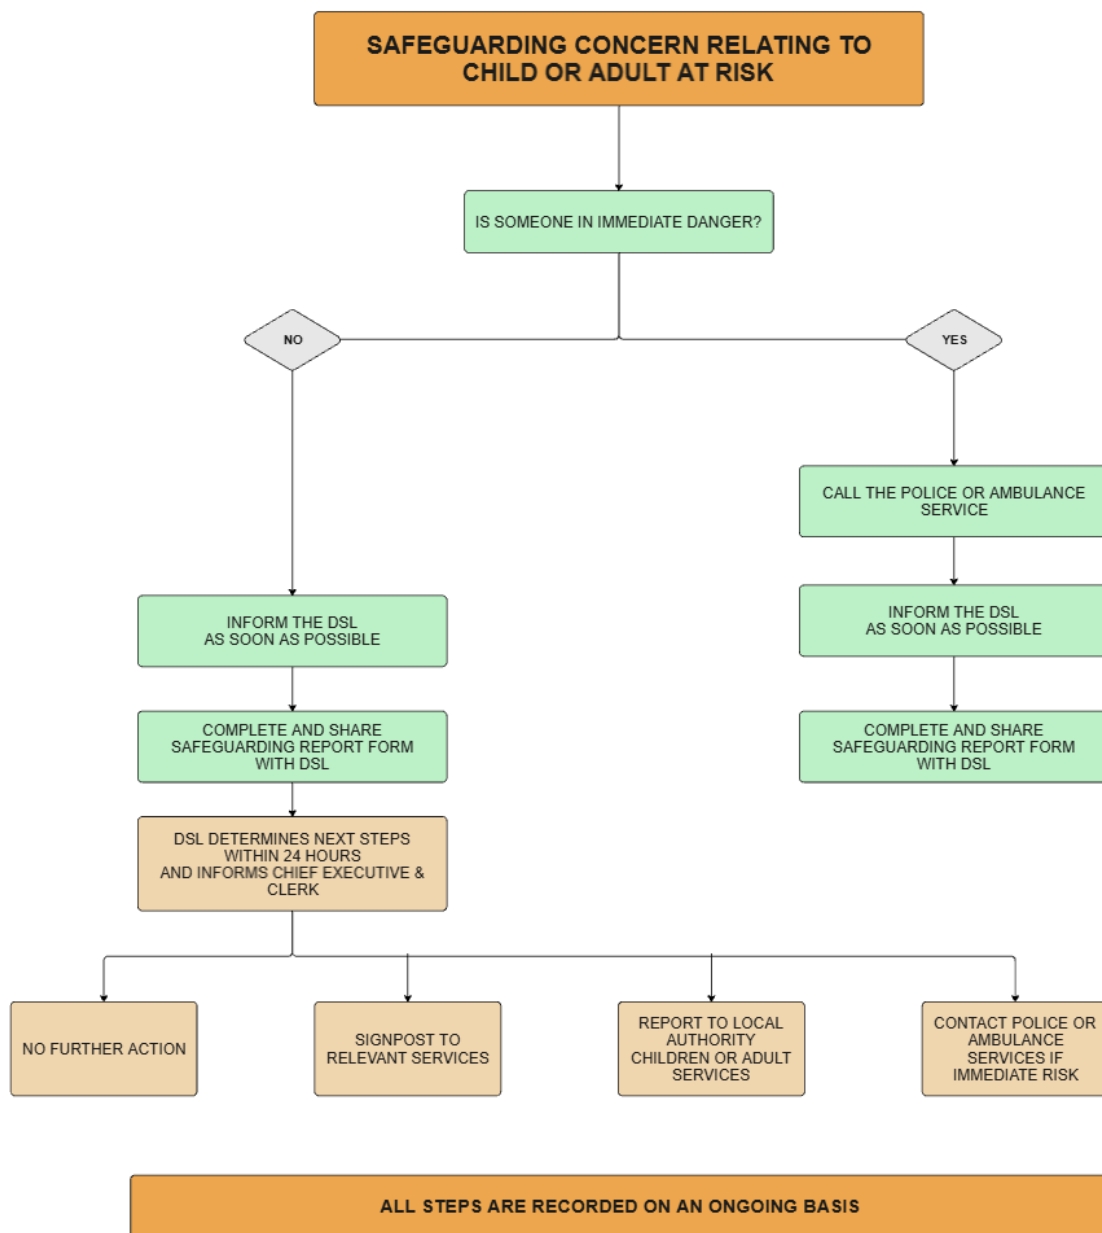 SAFEGUARDING CONCERN RELATING TO
CHILD OR ADULT AT RISK
IS SOMEONE IN IMMEDIATE DANGER?
NO
YES
CALL THE POLICE OR AMBULANCE
SERVICE
INFORM THE DSL
AS SOON AS POSSIBLE
INFORM THE DSL
AS SOON AS POSSIBLE
COMPLETE AND SHARE
SAFEGUARDING REPORT FORM
WITH DSL
COMPLETE AND SHARE
SAFEGUARDING REPORT FORM
WITH DSL
DSL DETERMINES NEXT STEPS
WITHIN 24 HOURS
AND INFORMS CHIEF EXECUTIVE &
CLERK
NO FURTHER ACTION
SIGNPOST TO
RELEVANT SERVICES
REPORT TO LOCAL
AUTHORITY
CHILDREN OR ADULT
SERVICES
CONTACT POLICE OR
AMBULANCE
SERVICES IF
IMMEDIATE RISK
ALL STEPS ARE RECORDED ON AN ONGOING BASIS